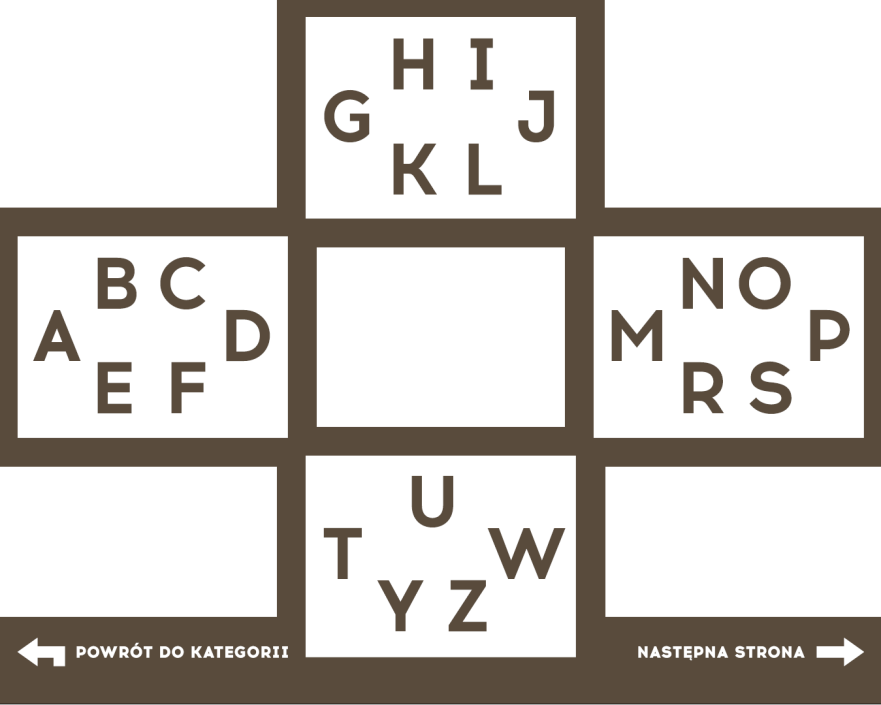 H I
G J
K L
B C
A D
E F
N O
M P
R S
U
T W
Y Z
POWRÓT DO KATEGORII
NASTĘPNA STRONA